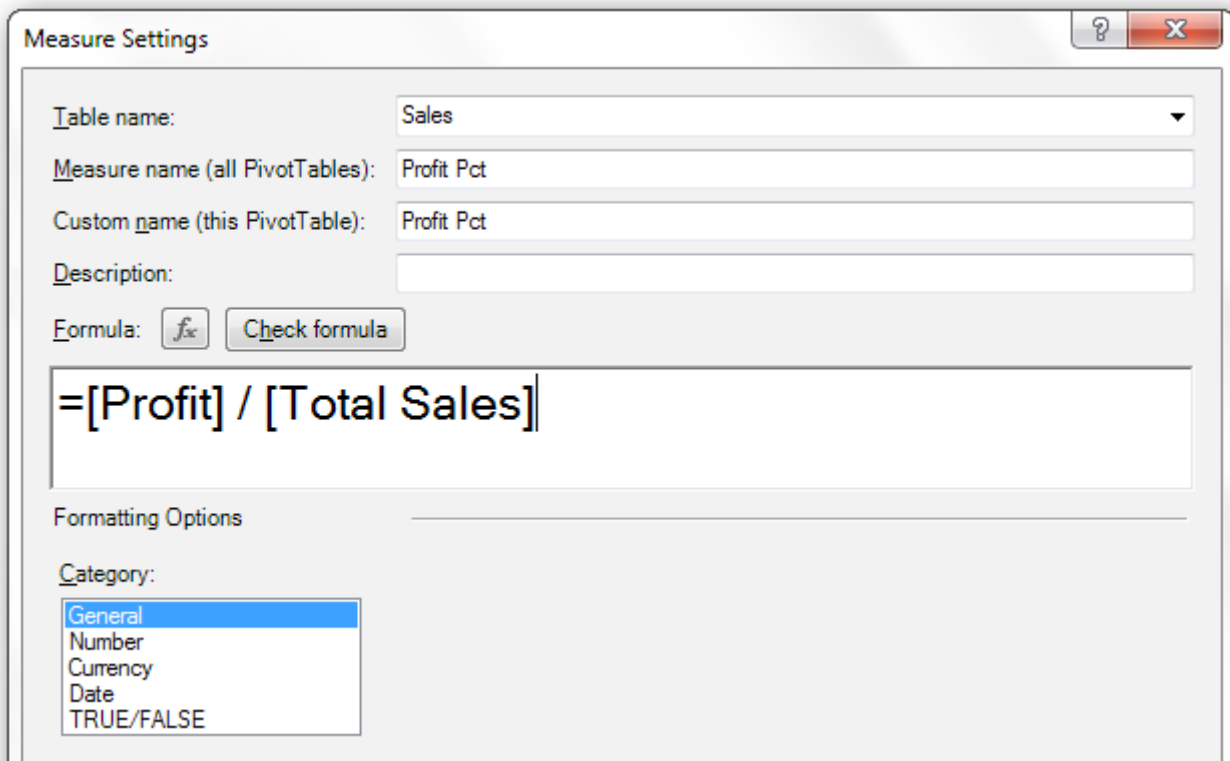 Measure Settings
Table name: Sales
Measure name (all PivotTables): Profit Pct
Custom name (this PivotTable): Profit Pct
Description:
Formula: fx Check formula
=[Profit] / [Total Sales]
Formatting Options
Category:
General
Number
Currency
Date
TRUE/FALSE